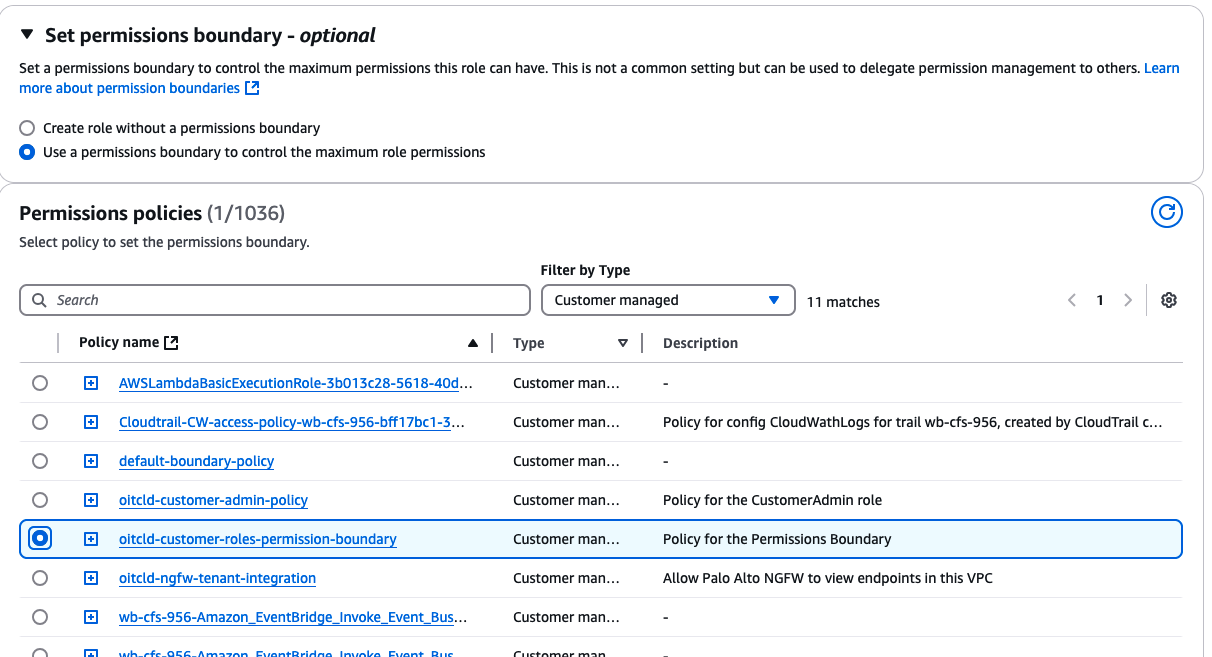 Set permissions boundary - optional
Set a permissions boundary to control the maximum permissions this role can have. This is not a common setting but can be used to delegate permission management to others. Learn
more about permission boundaries
Create role without a permissions boundary
Use a permissions boundary to control the maximum role permissions
Permissions policies (1/1036)
Select policy to set the permissions boundary.
Filter by Type
Search
Customer managed
11 matches
1
Policy name Type Description
AWSLambdaBasicExecutionRole-3b013c28-5618-40d... Customer man... -
Cloudtrail-CW-access-policy-wb-cfs-956-bff17bc1-3... Customer man... Policy for config CloudWathLogs for trail wb-cfs-956, created by CloudTrail c...
default-boundary-policy Customer man... -
oitcld-customer-admin-policy Customer man... Policy for the CustomerAdmin role
oitcld-customer-roles-permission-boundary Customer man... Policy for the Permissions Boundary
oitcld-ngfw-tenant-integration Customer man... Allow Palo Alto NGFW to view endpoints in this VPC
wb-cfs-956-Amazon_EventBridge_Invoke_Event_Bus... Customer man... -
wb-cfs-956-Amazon_EventBridge_Invoke_Event_Bus Customer man